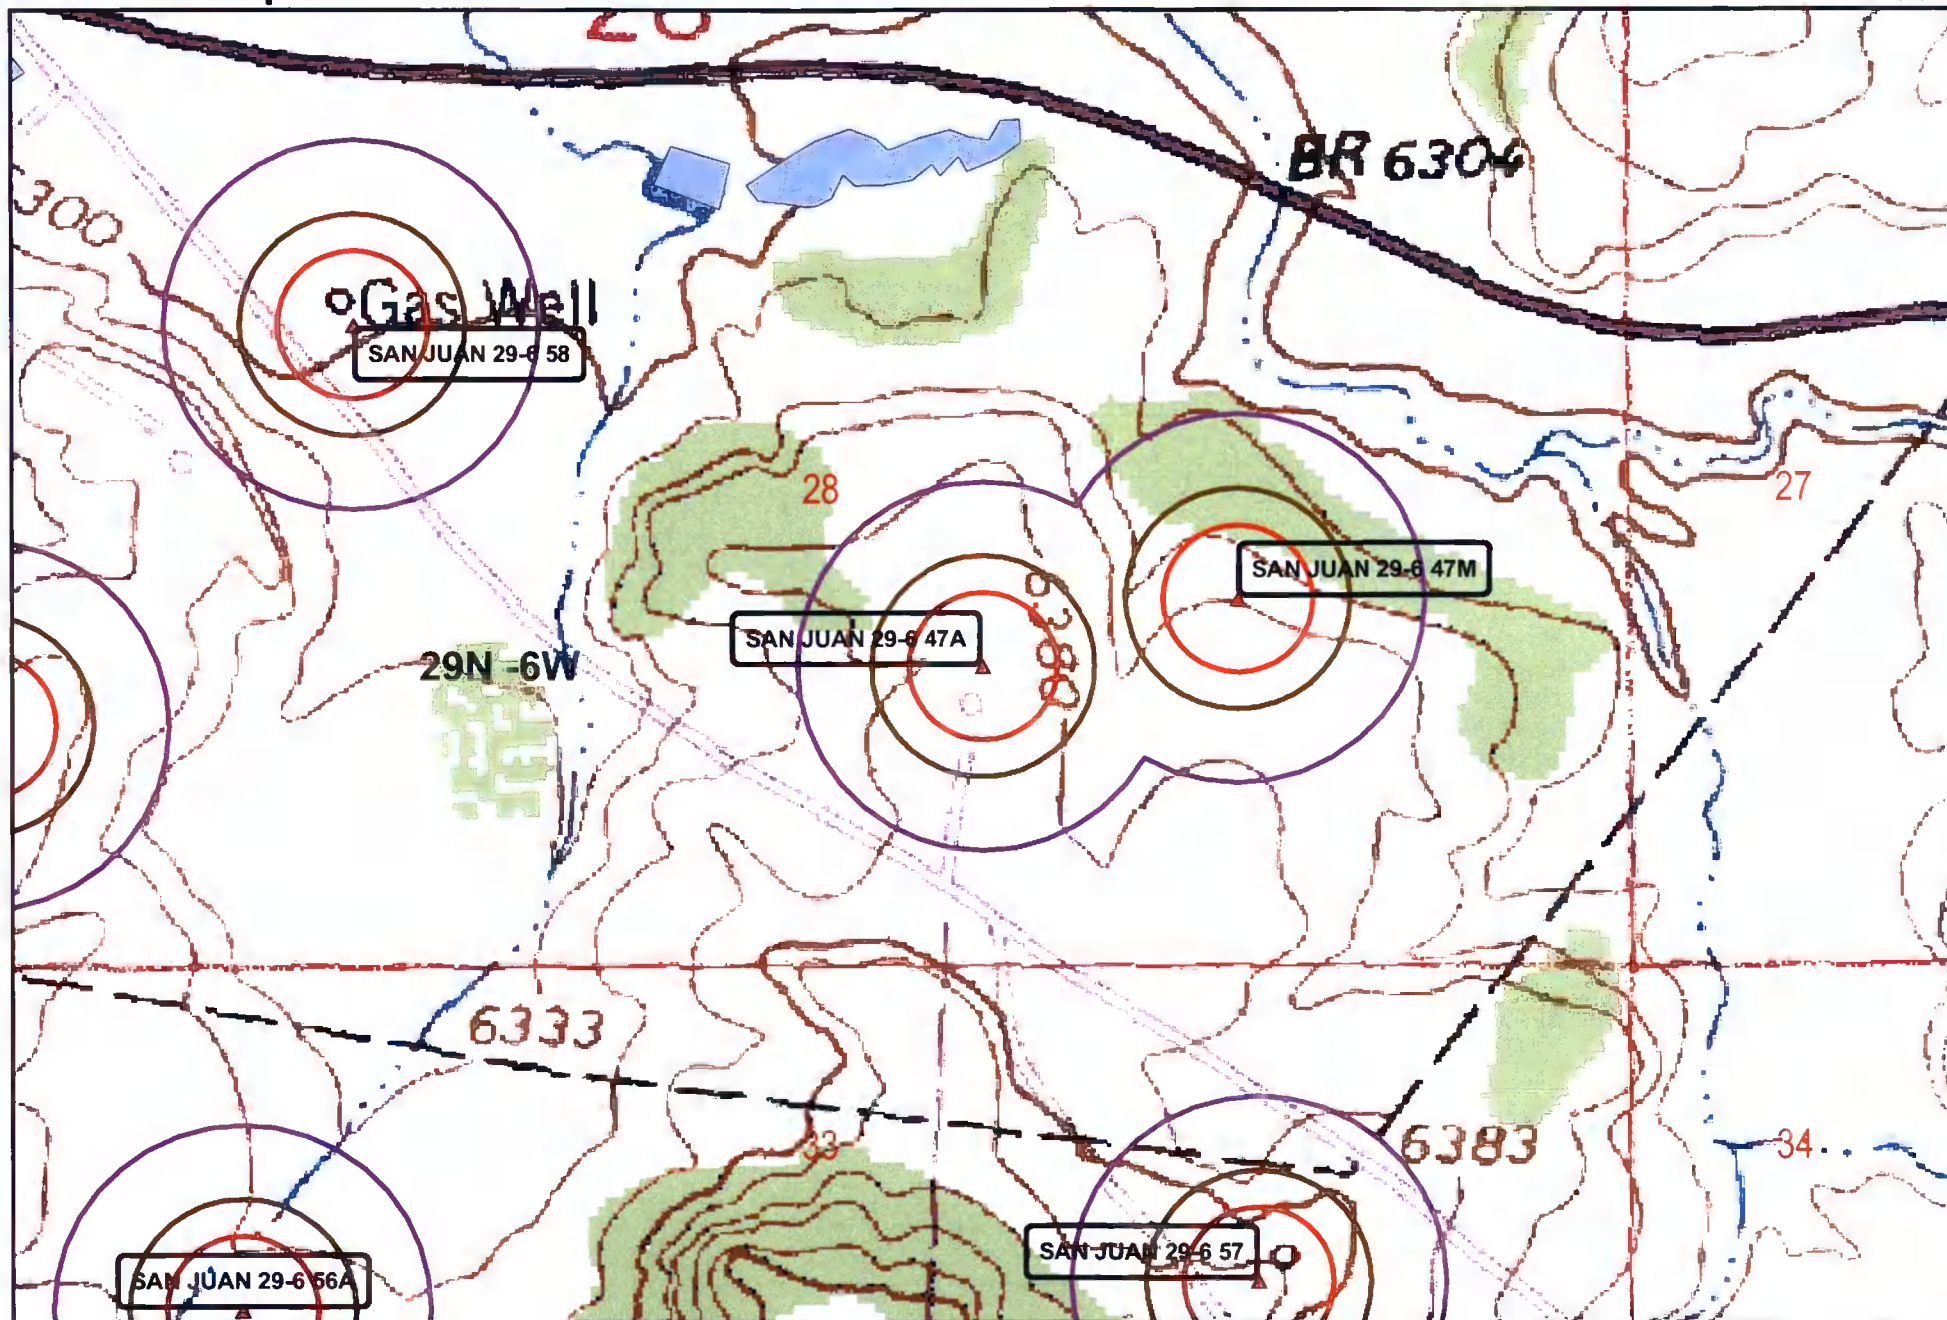 BR 6304
300
Gas Well
SAN JUAN 29-6 58
28
27
SAN JUAN 29-6 47M
SAN JUAN 29-6 47A
29N -6W
6333
33
6383
34
SAN JUAN 29-6 57
SAN JUAN 29-6 56A